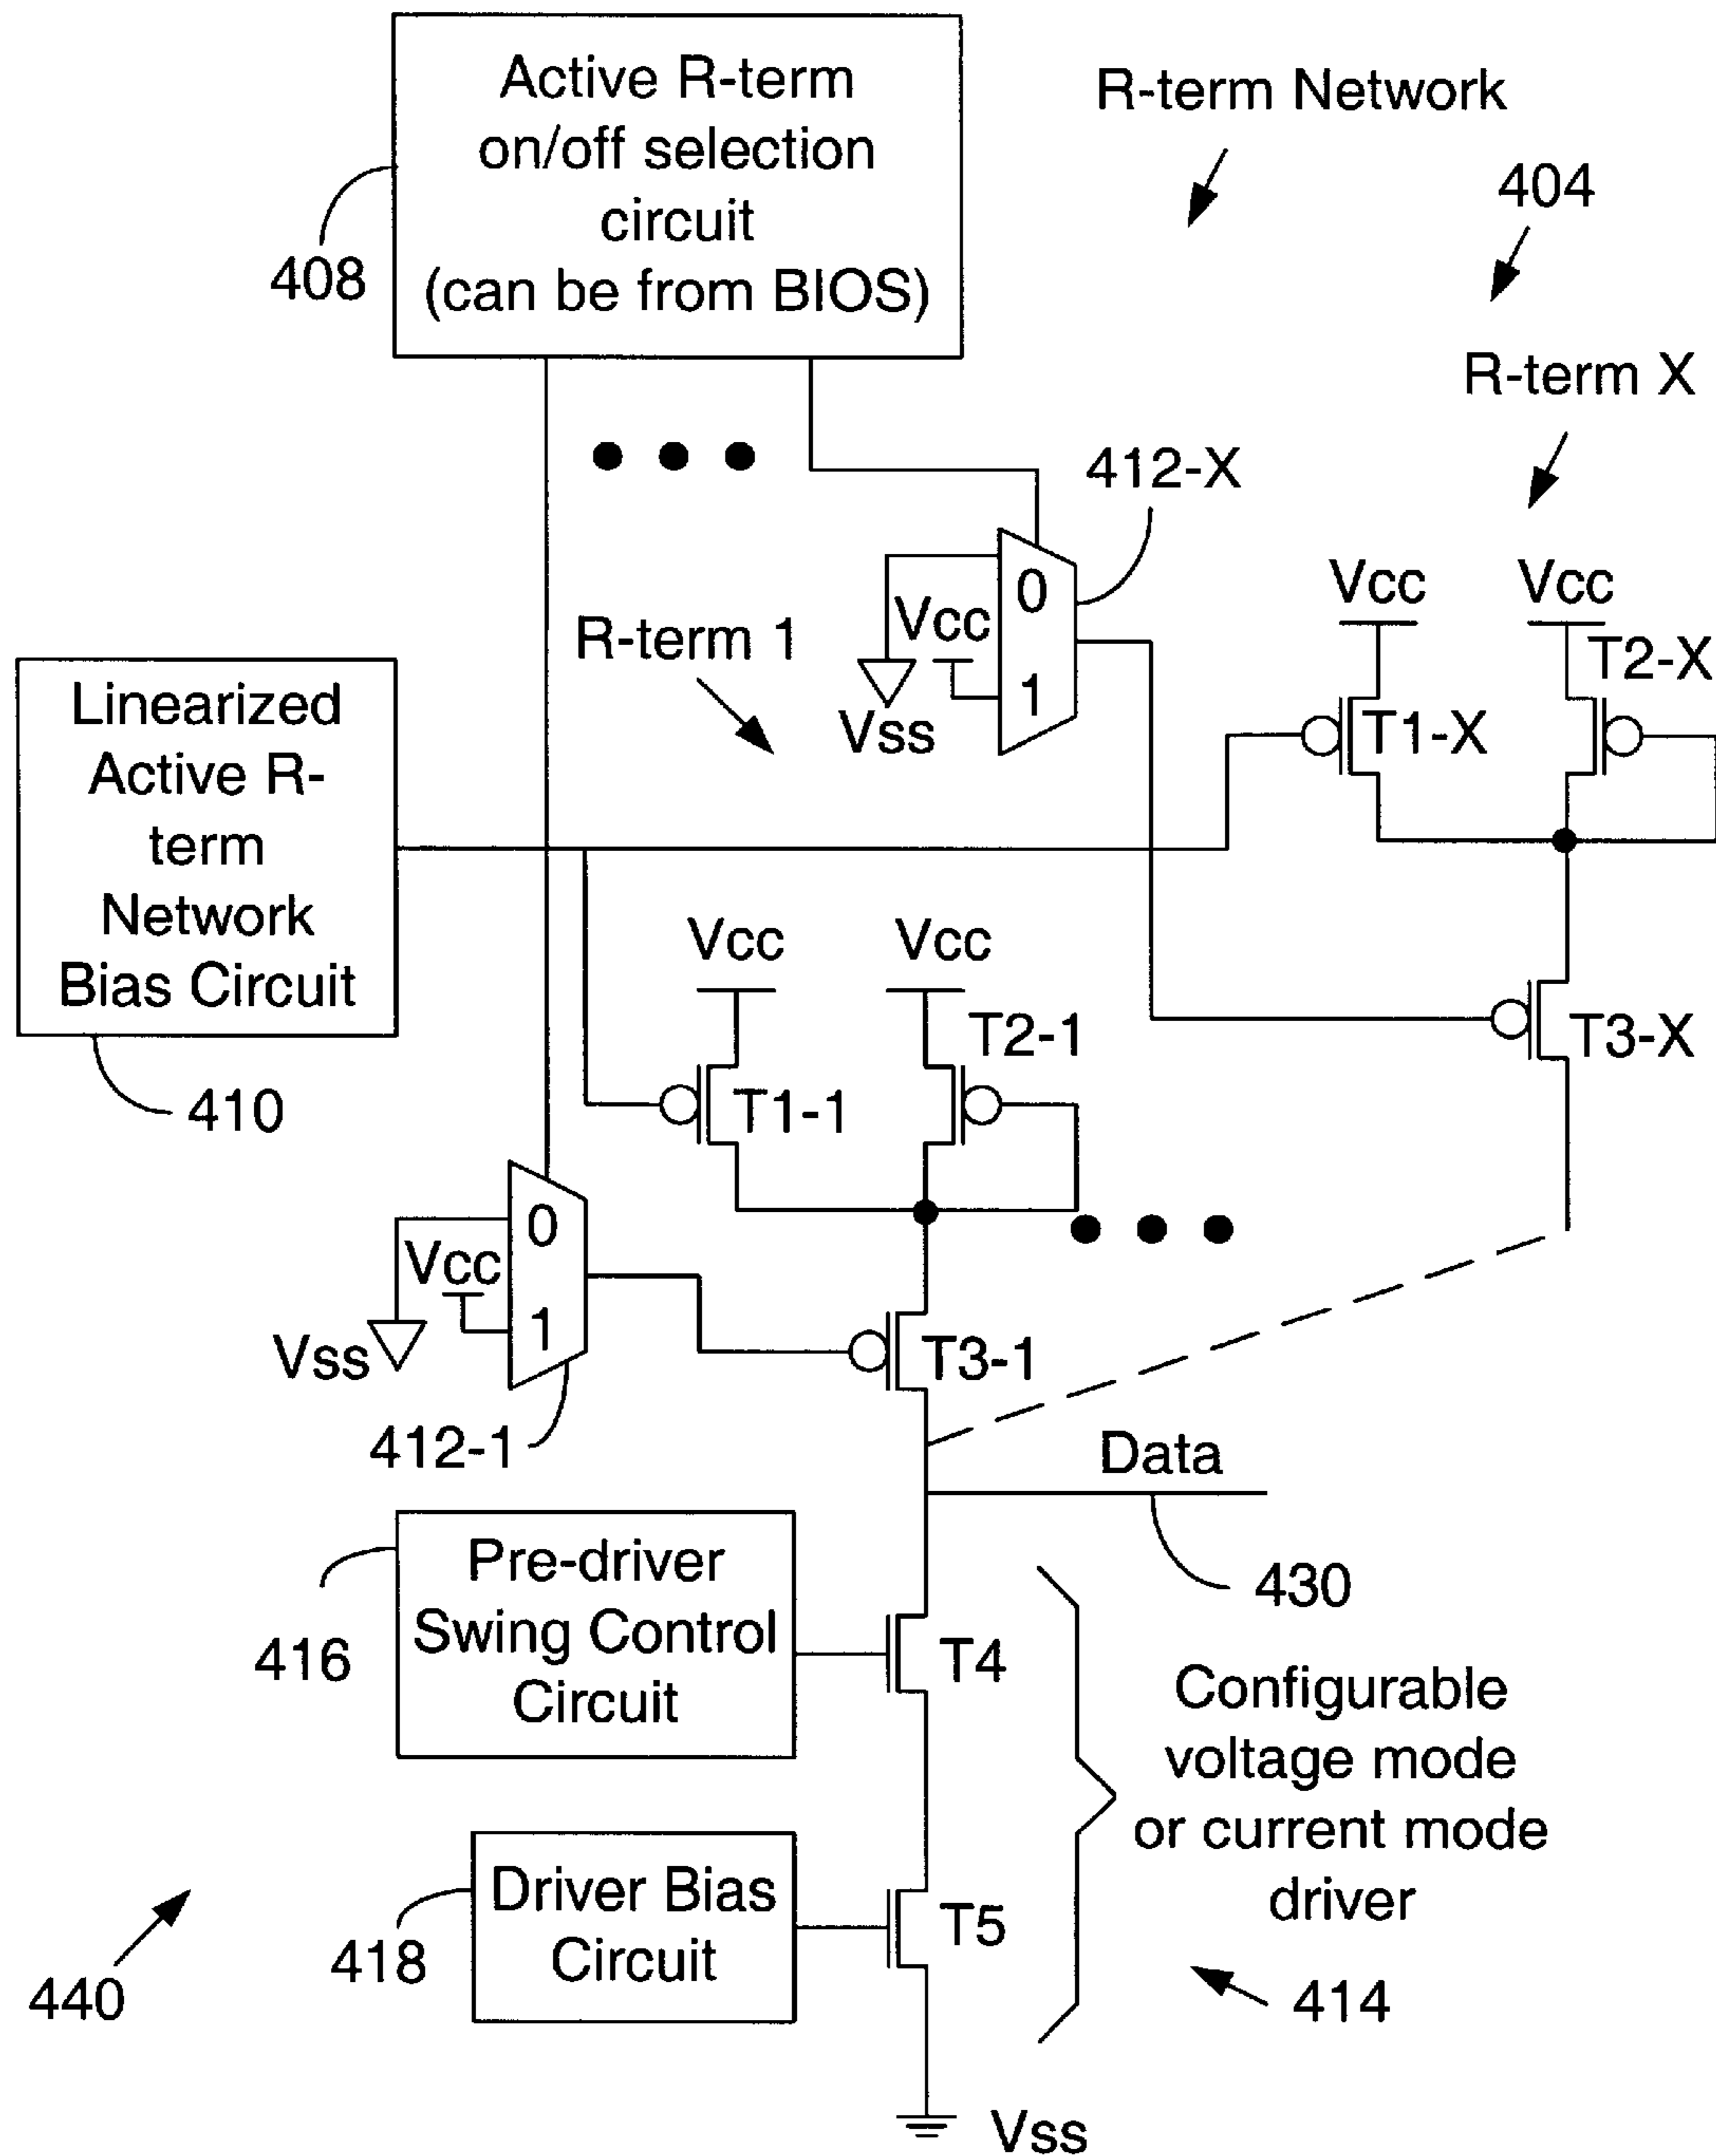 Active R-term
on/off selection
circuit
(can be from BIOS)
R-term Network
404
408
R-term X
412-X
0
1
Vcc
Vss
R-term 1
Vcc
Vcc
T2-X
T1-X
Linearized
Active R-
term
Network
Bias Circuit
410
Vcc
Vcc
T2-1
T1-1
T3-X
0
1
Vcc
Vss
T3-1
412-1
Data
430
Pre-driver
Swing Control
Circuit
416
T4
Configurable
voltage mode
or current mode
driver
Driver Bias
Circuit
418
T5
414
440
Vss